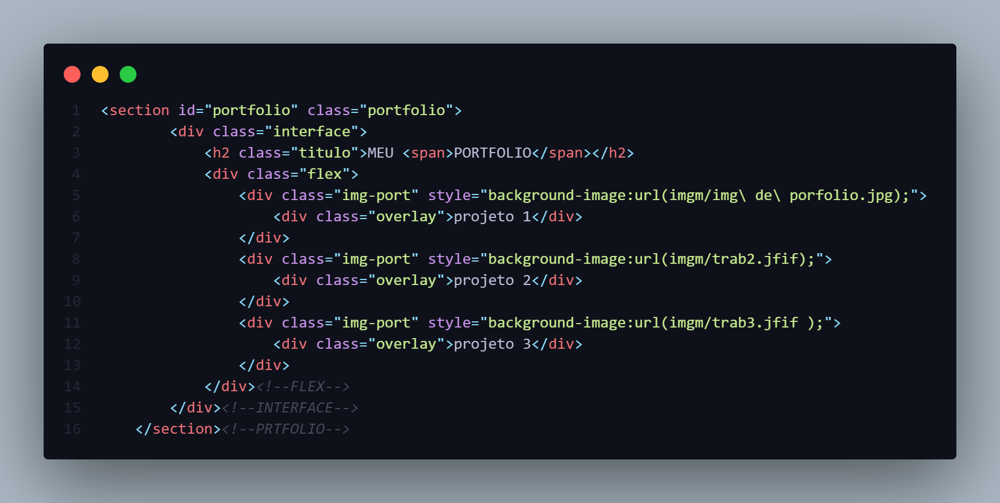 1 <section id="portfolio" class="portfolio">
2         <div class="interface">
3             <h2 class="titulo">MEU <span>PORTFOLIO</span></h2>
4             <div class="flex">
5                 <div class="img-port" style="background-image:url(imgm/img\ de\ porfolio.jpg);">
6                     <div class="overlay">projeto 1</div>
7                 </div>
8                 <div class="img-port" style="background-image:url(imgm/trab2.jfif);">
9                     <div class="overlay">projeto 2</div>
10                 </div>
11                 <div class="img-port" style="background-image:url(imgm/trab3.jfif );">
12                     <div class="overlay">projeto 3</div>
13                 </div>
14             </div><!--FLEX-->
15         </div><!--INTERFACE-->
16     </section><!--PRTFOLIO-->